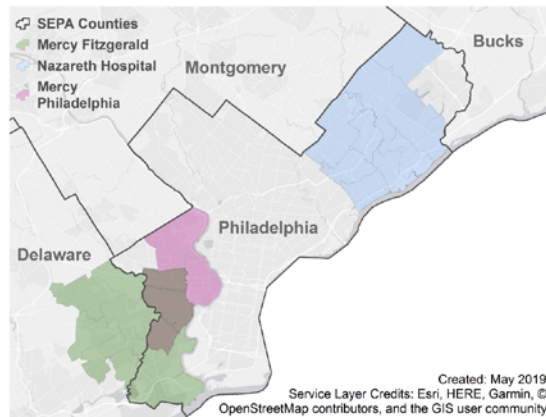 SEPA Counties
Mercy Fitzgerald
Nazareth Hospital
Mercy
Philadelphia
Bucks
Montgomery
Philadelphia
Delaware
Created: May 2019
Service Layer Credits: Esri, HERE, Garmin, ©
OpenStreetMap contributors, and the GIS user community